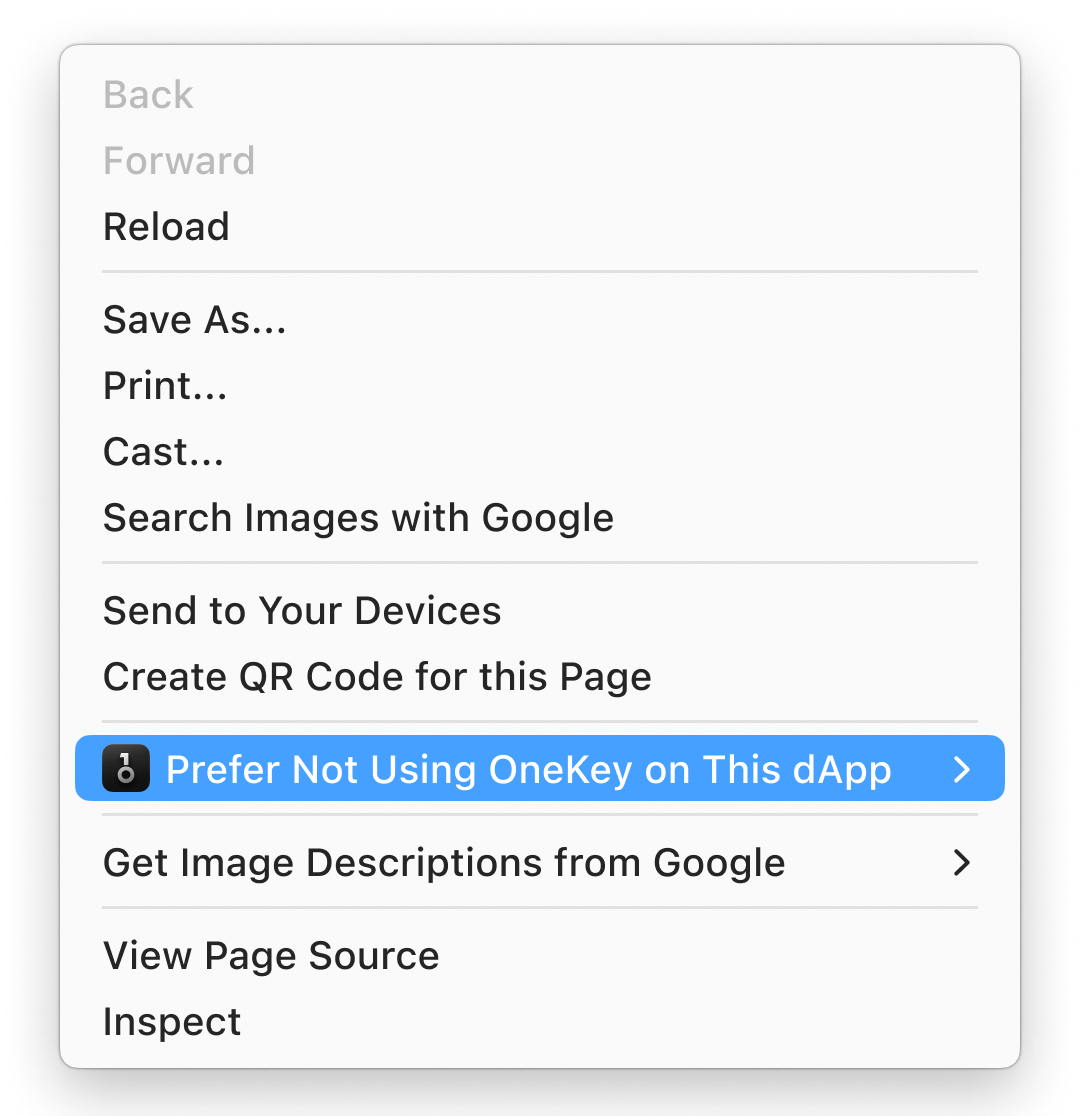 Back
Forward
Reload
Save As...
Print...
Cast...
Search Images with Google
Send to Your Devices
Create QR Code for this Page
Prefer Not Using OneKey on This dApp
Get Image Descriptions from Google
View Page Source
Inspect